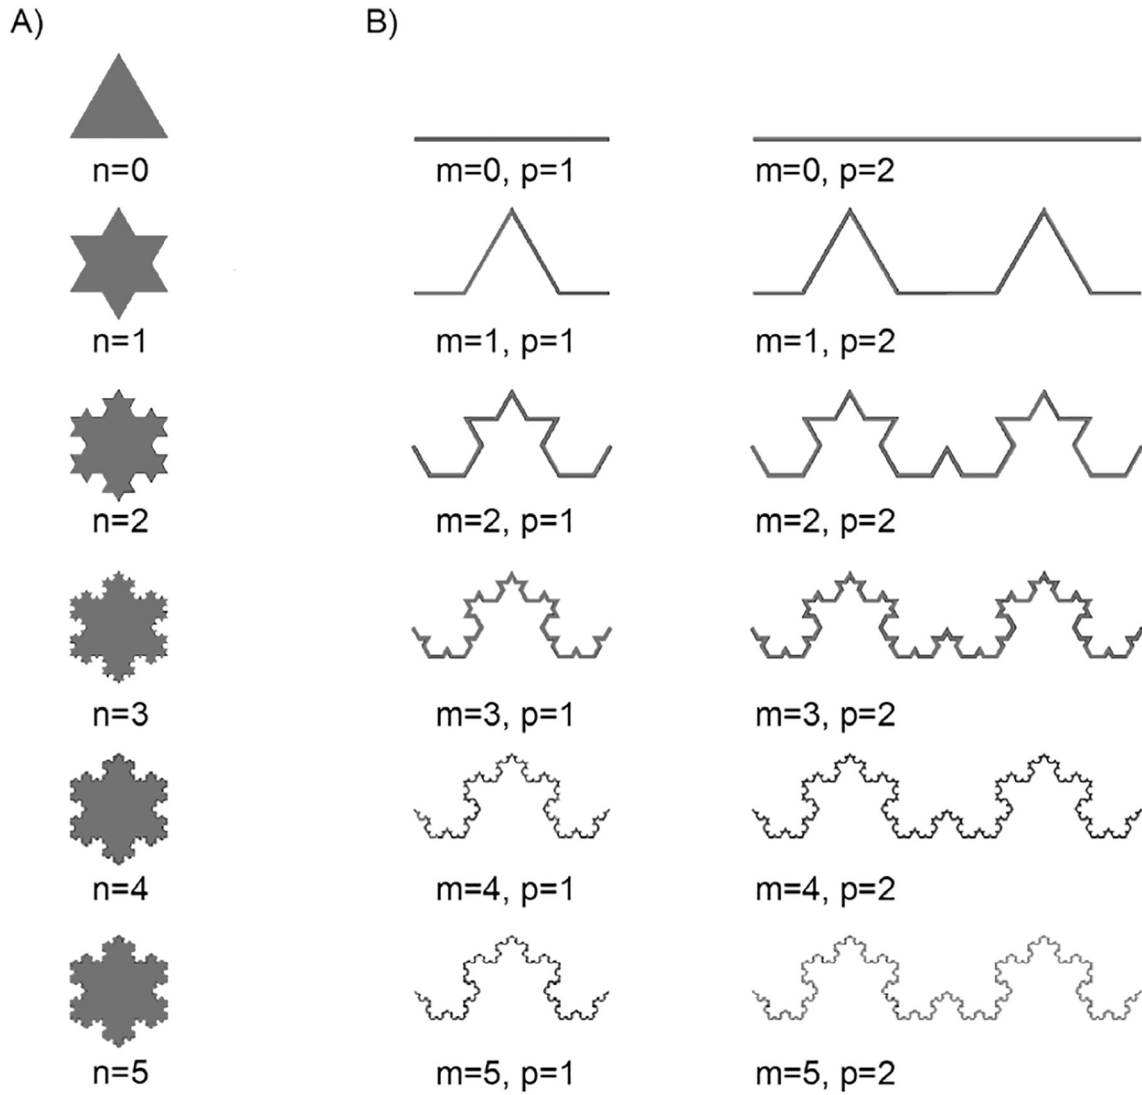 A) B)
n=0 m=0, p=1 m=0, p=2
n=1 m=1, p=1 m=1, p=2
n=2 m=2, p=1 m=2, p=2
n=3 m=3, p=1 m=3, p=2
n=4 m=4, p=1 m=4, p=2
n=5 m=5, p=1 m=5, p=2